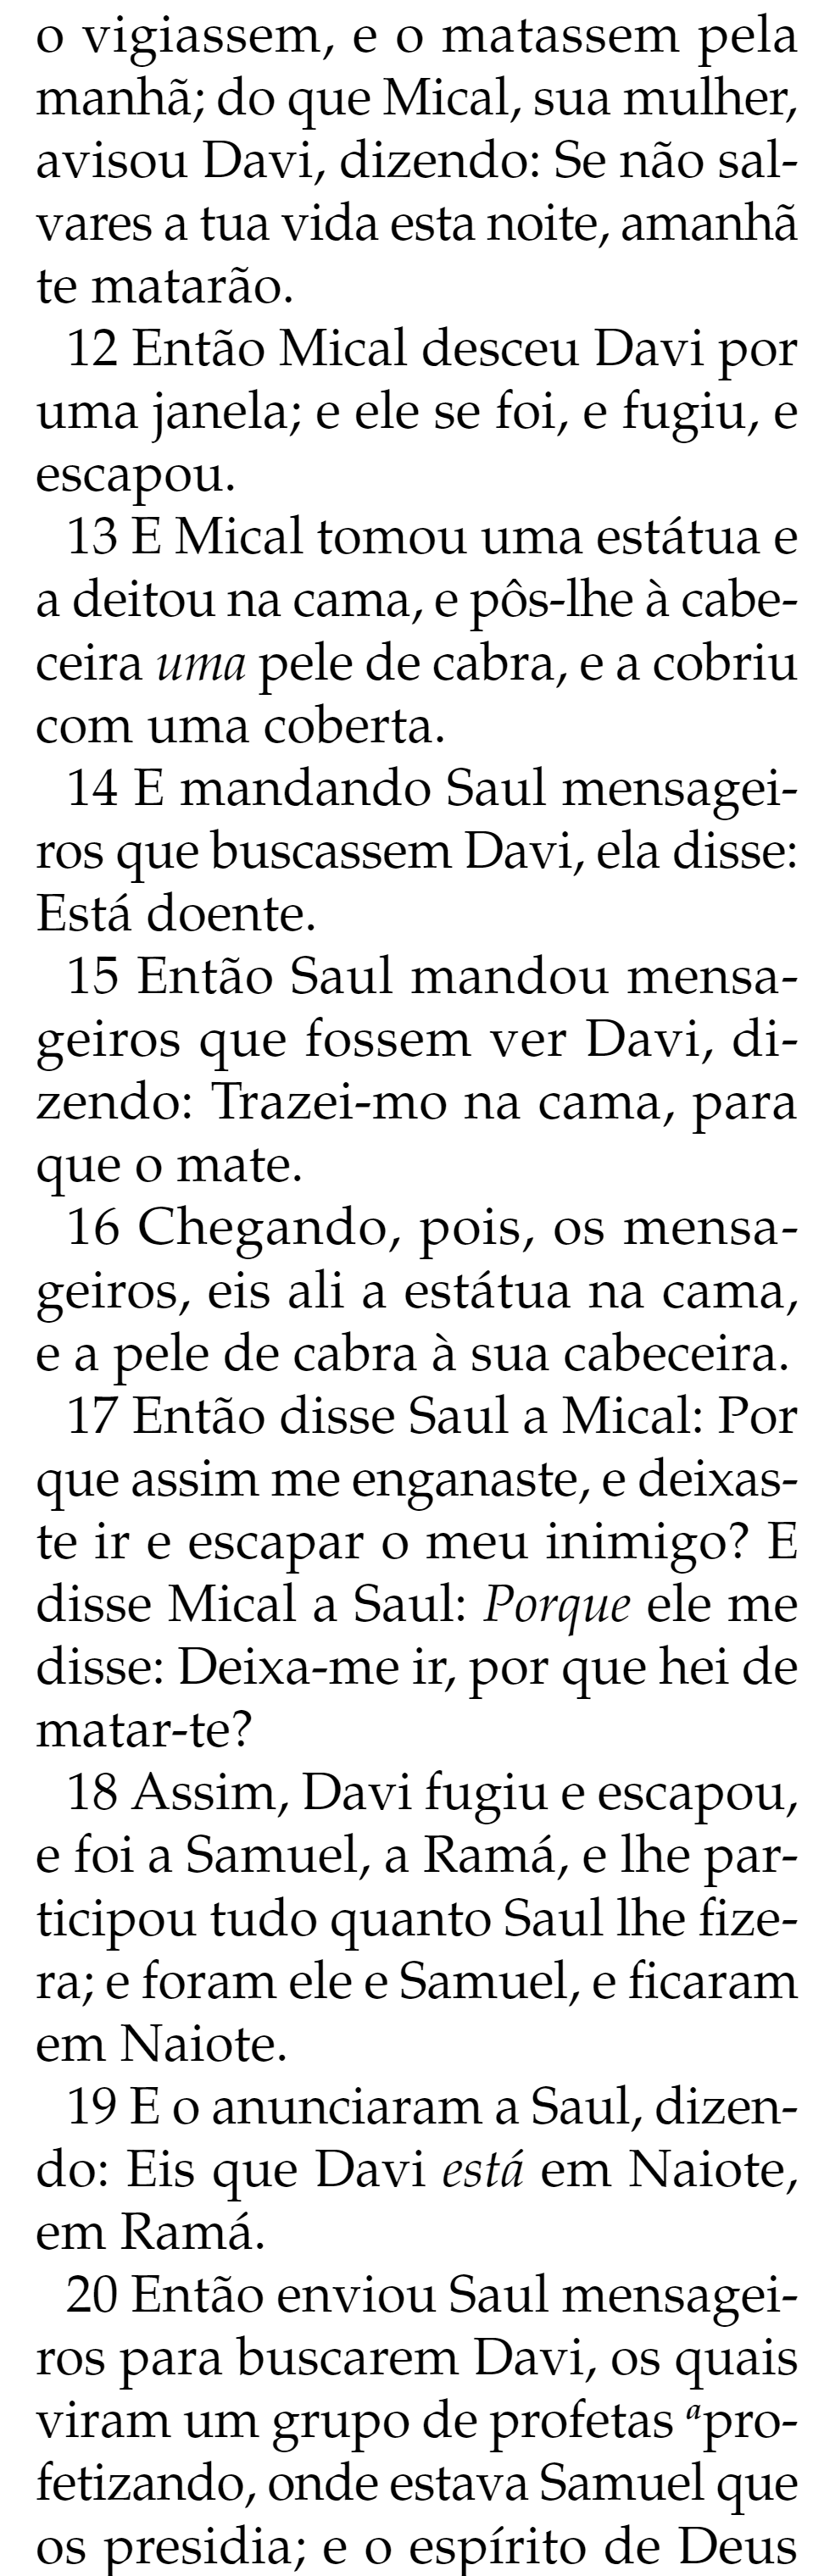 o vigiassem, e o matassem pela
manhã; do que Mical, sua mulher,
avisou Davi, dizendo: Se não sal-
vares a tua vida esta noite, amanhã
te matarão.
12 Então Mical desceu Davi por
uma janela; e ele se foi, e fugiu, e
escapou.
13 E Mical tomou uma estátua e
a deitou na cama, e pôs-lhe à cabe-
ceira uma pele de cabra, e a cobriu
com uma coberta.
14 E mandando Saul mensagei-
ros que buscassem Davi, ela disse:
Está doente.
15 Então Saul mandou mensa-
geiros que fossem ver Davi, di-
zendo: Trazei-mo na cama, para
que o mate.
16 Chegando, pois, os mensa-
geiros, eis ali a estátua na cama,
e a pele de cabra à sua cabeceira.
17 Então disse Saul a Mical: Por
que assim me enganaste, e deixas-
te ir e escapar o meu inimigo? E
disse Mical a Saul: Porque ele me
disse: Deixa-me ir, por que hei de
matar-te?
18 Assim, Davi fugiu e escapou,
e foi a Samuel, a Ramá, e lhe par-
ticipou tudo quanto Saul lhe fize-
ra; e foram ele e Samuel, e ficaram
em Naiote.
19 E o anunciaram a Saul, dizen-
do: Eis que Davi está em Naiote,
em Ramá.
20 Então enviou Saul mensagei-
ros para buscarem Davi, os quais
viram um grupo de profetas ᵃpro-
fetizando, onde estava Samuel que
os presidia; e o espírito de Deus